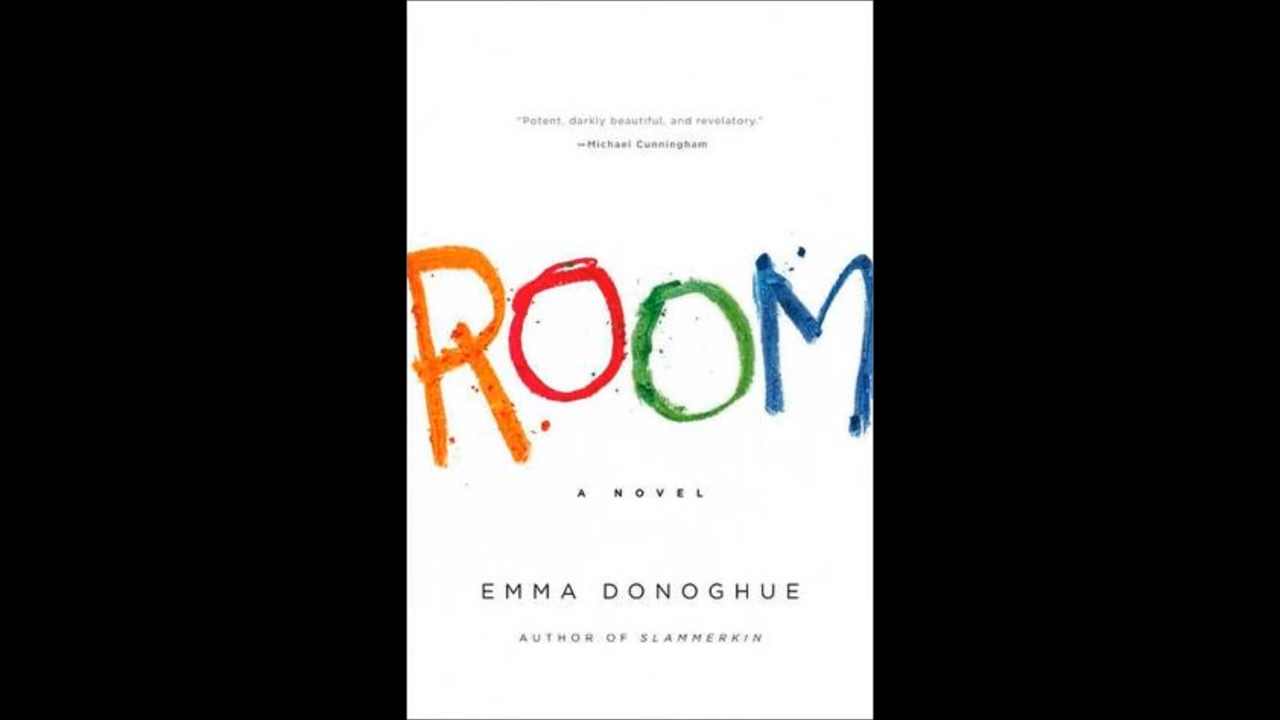 "Potent, darkly beautiful, and revelatory."
—Michael Cunningham
ROOM
A NOVEL
EMMA DONOGHUE
AUTHOR OF SLAMMERKIN